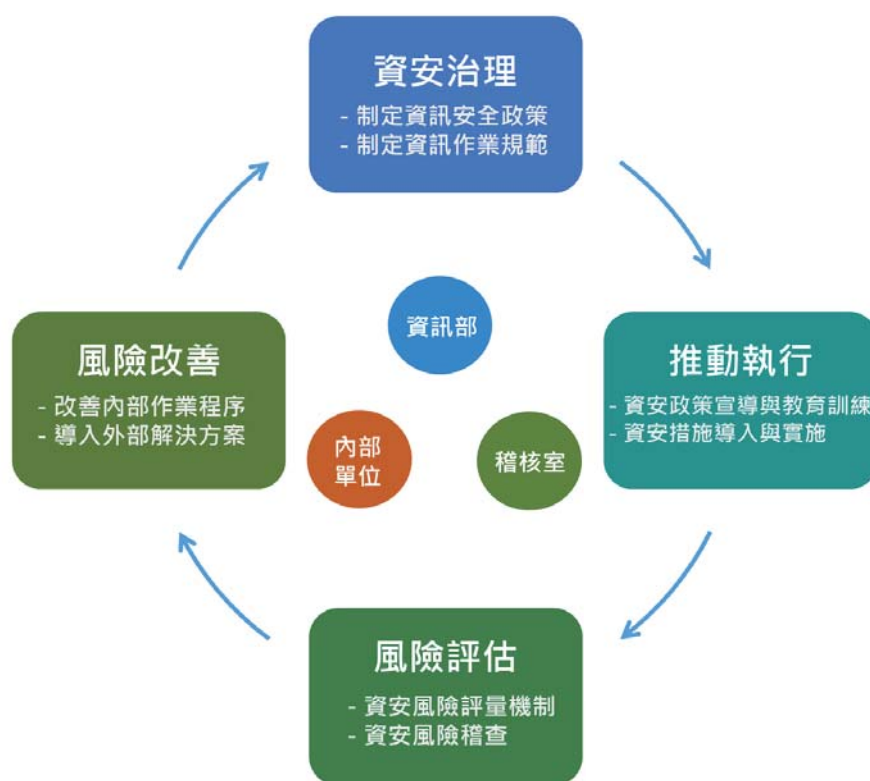 資安治理
- 制定資訊安全政策
- 制定資訊作業規範
資訊部
風險改善
- 改善內部作業程序
- 導入外部解決方案
內部
單位
稽核室
推動執行
- 資安政策宣導與教育訓練
- 資安措施導入與實施
風險評估
- 資安風險評量機制
- 資安風險稽查